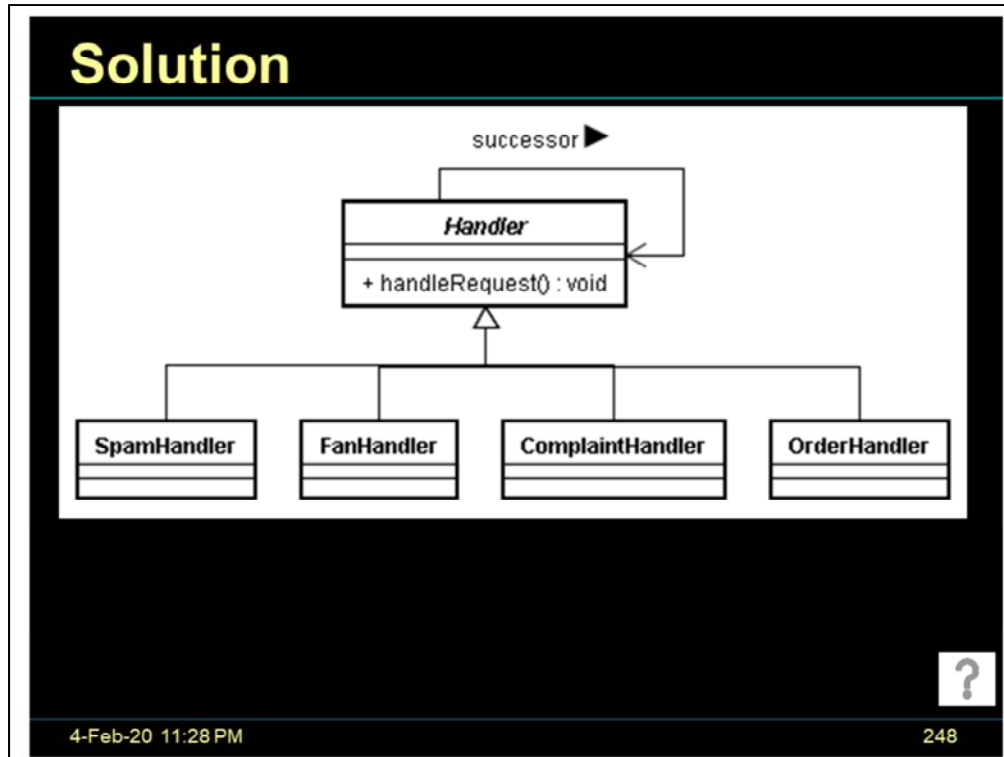 Solution
successor ▶
Handler
+ handleRequest() : void
SpamHandler
FanHandler
ComplaintHandler
OrderHandler
?
4-Feb-20 11:28 PM
248